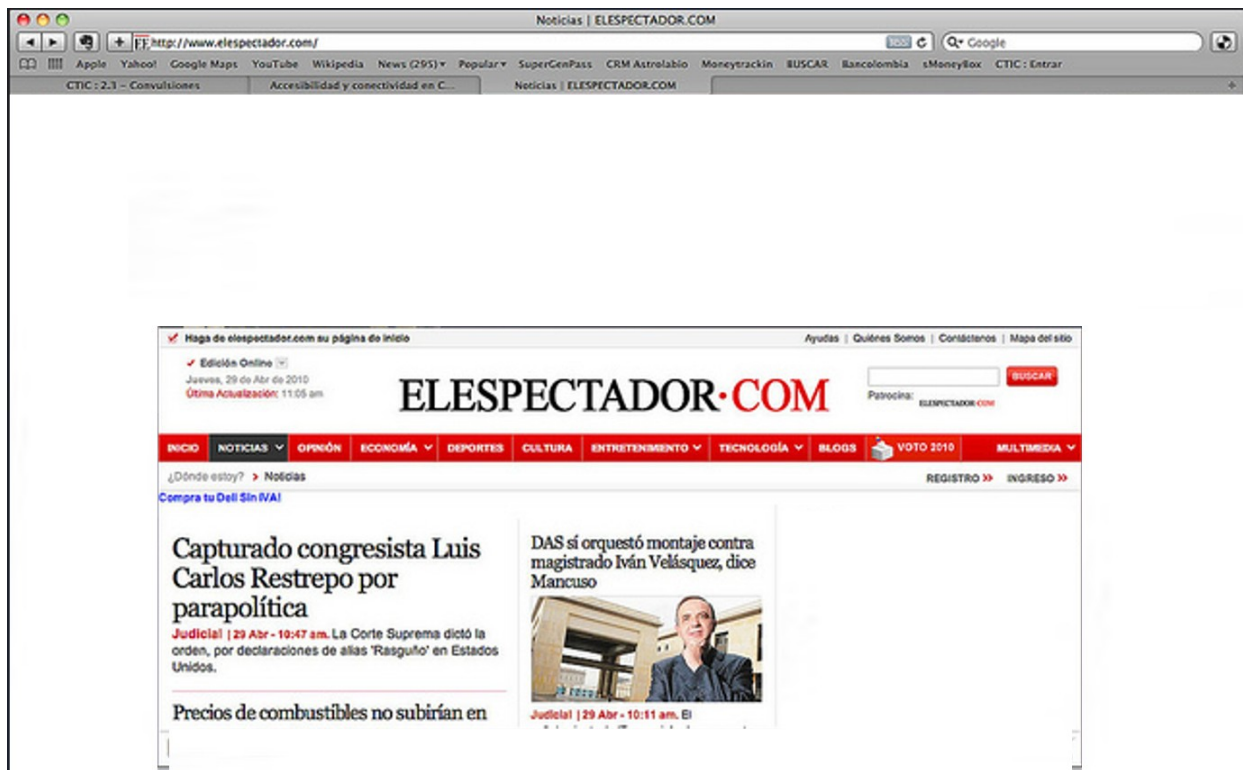 Noticias | ELESPECTADOR.COM
http://www.elespectador.com/
Google
Apple Yahoo! Google Maps YouTube Wikipedia News (295) Popular SuperGenPass CRM Astrolabio Moneytrackin BUSCAR Bancolombia sMoneyBox CTIC : Entrar
CTIC : 2.3 – Convulsiones Accesibilidad y conectividad en C... Noticias | ELESPECTADOR.COM
Haga de elespectador.com su página de inicio
Ayudas | Quiénes Somos | Contáctenos | Mapa del sitio
Edición Online
Jueves, 29 de Abr de 2010
Última Actualización: 11:05 am
ELESPECTADOR·COM
BUSCAR
Patrocina: ELESPECTADOR·COM
INICIO NOTICIAS OPINIÓN ECONOMÍA DEPORTES CULTURA ENTRETENIMIENTO TECNOLOGÍA BLOGS VOTO 2010 MULTIMEDIA
¿Dónde estoy? > Noticias
REGISTRO » INGRESO »
Compra tu Dell Sin IVA!
Capturado congresista Luis
Carlos Restrepo por
parapolítica
Judicial | 29 Abr - 10:47 am. La Corte Suprema dictó la
orden, por declaraciones de alias 'Rasguño' en Estados
Unidos.
Precios de combustibles no subirían en
DAS sí orquestó montaje contra
magistrado Iván Velásquez, dice
Mancuso
Judicial | 29 Abr - 10:11 am. El